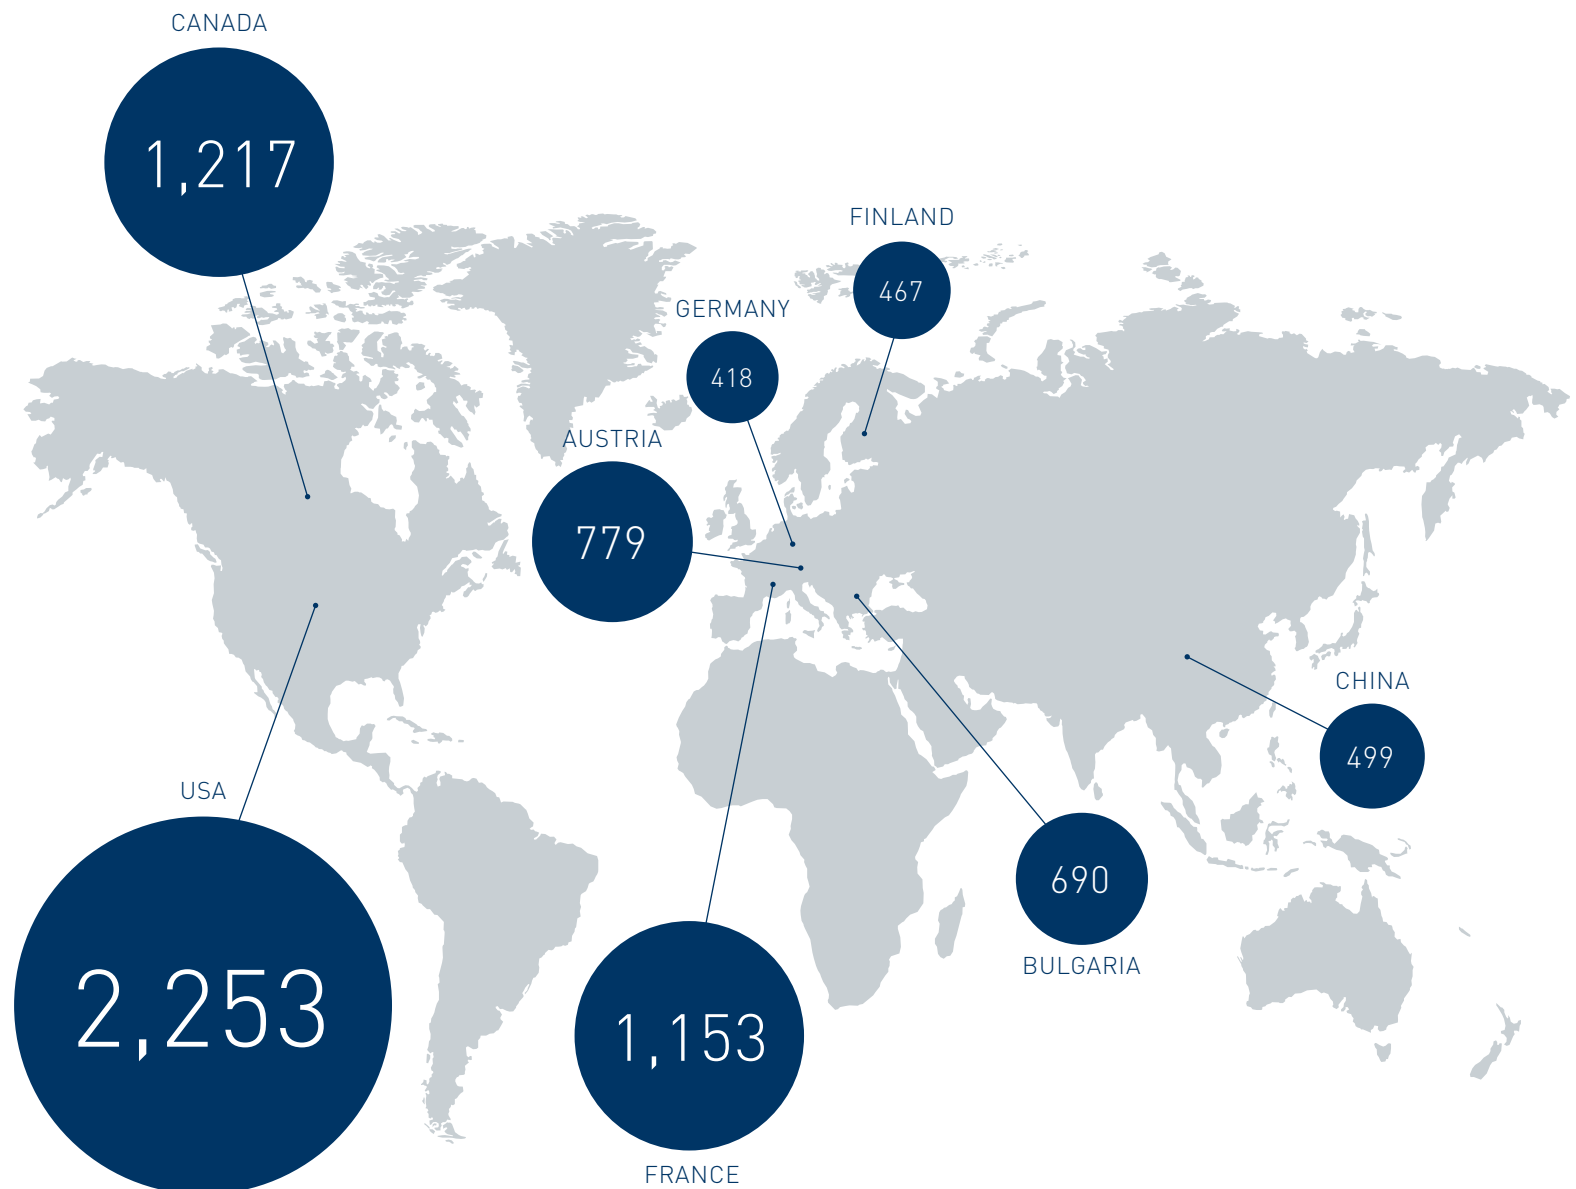 CANADA
1,217
FINLAND
467
GERMANY
418
AUSTRIA
779
CHINA
499
USA
2,253
690
BULGARIA
1,153
FRANCE